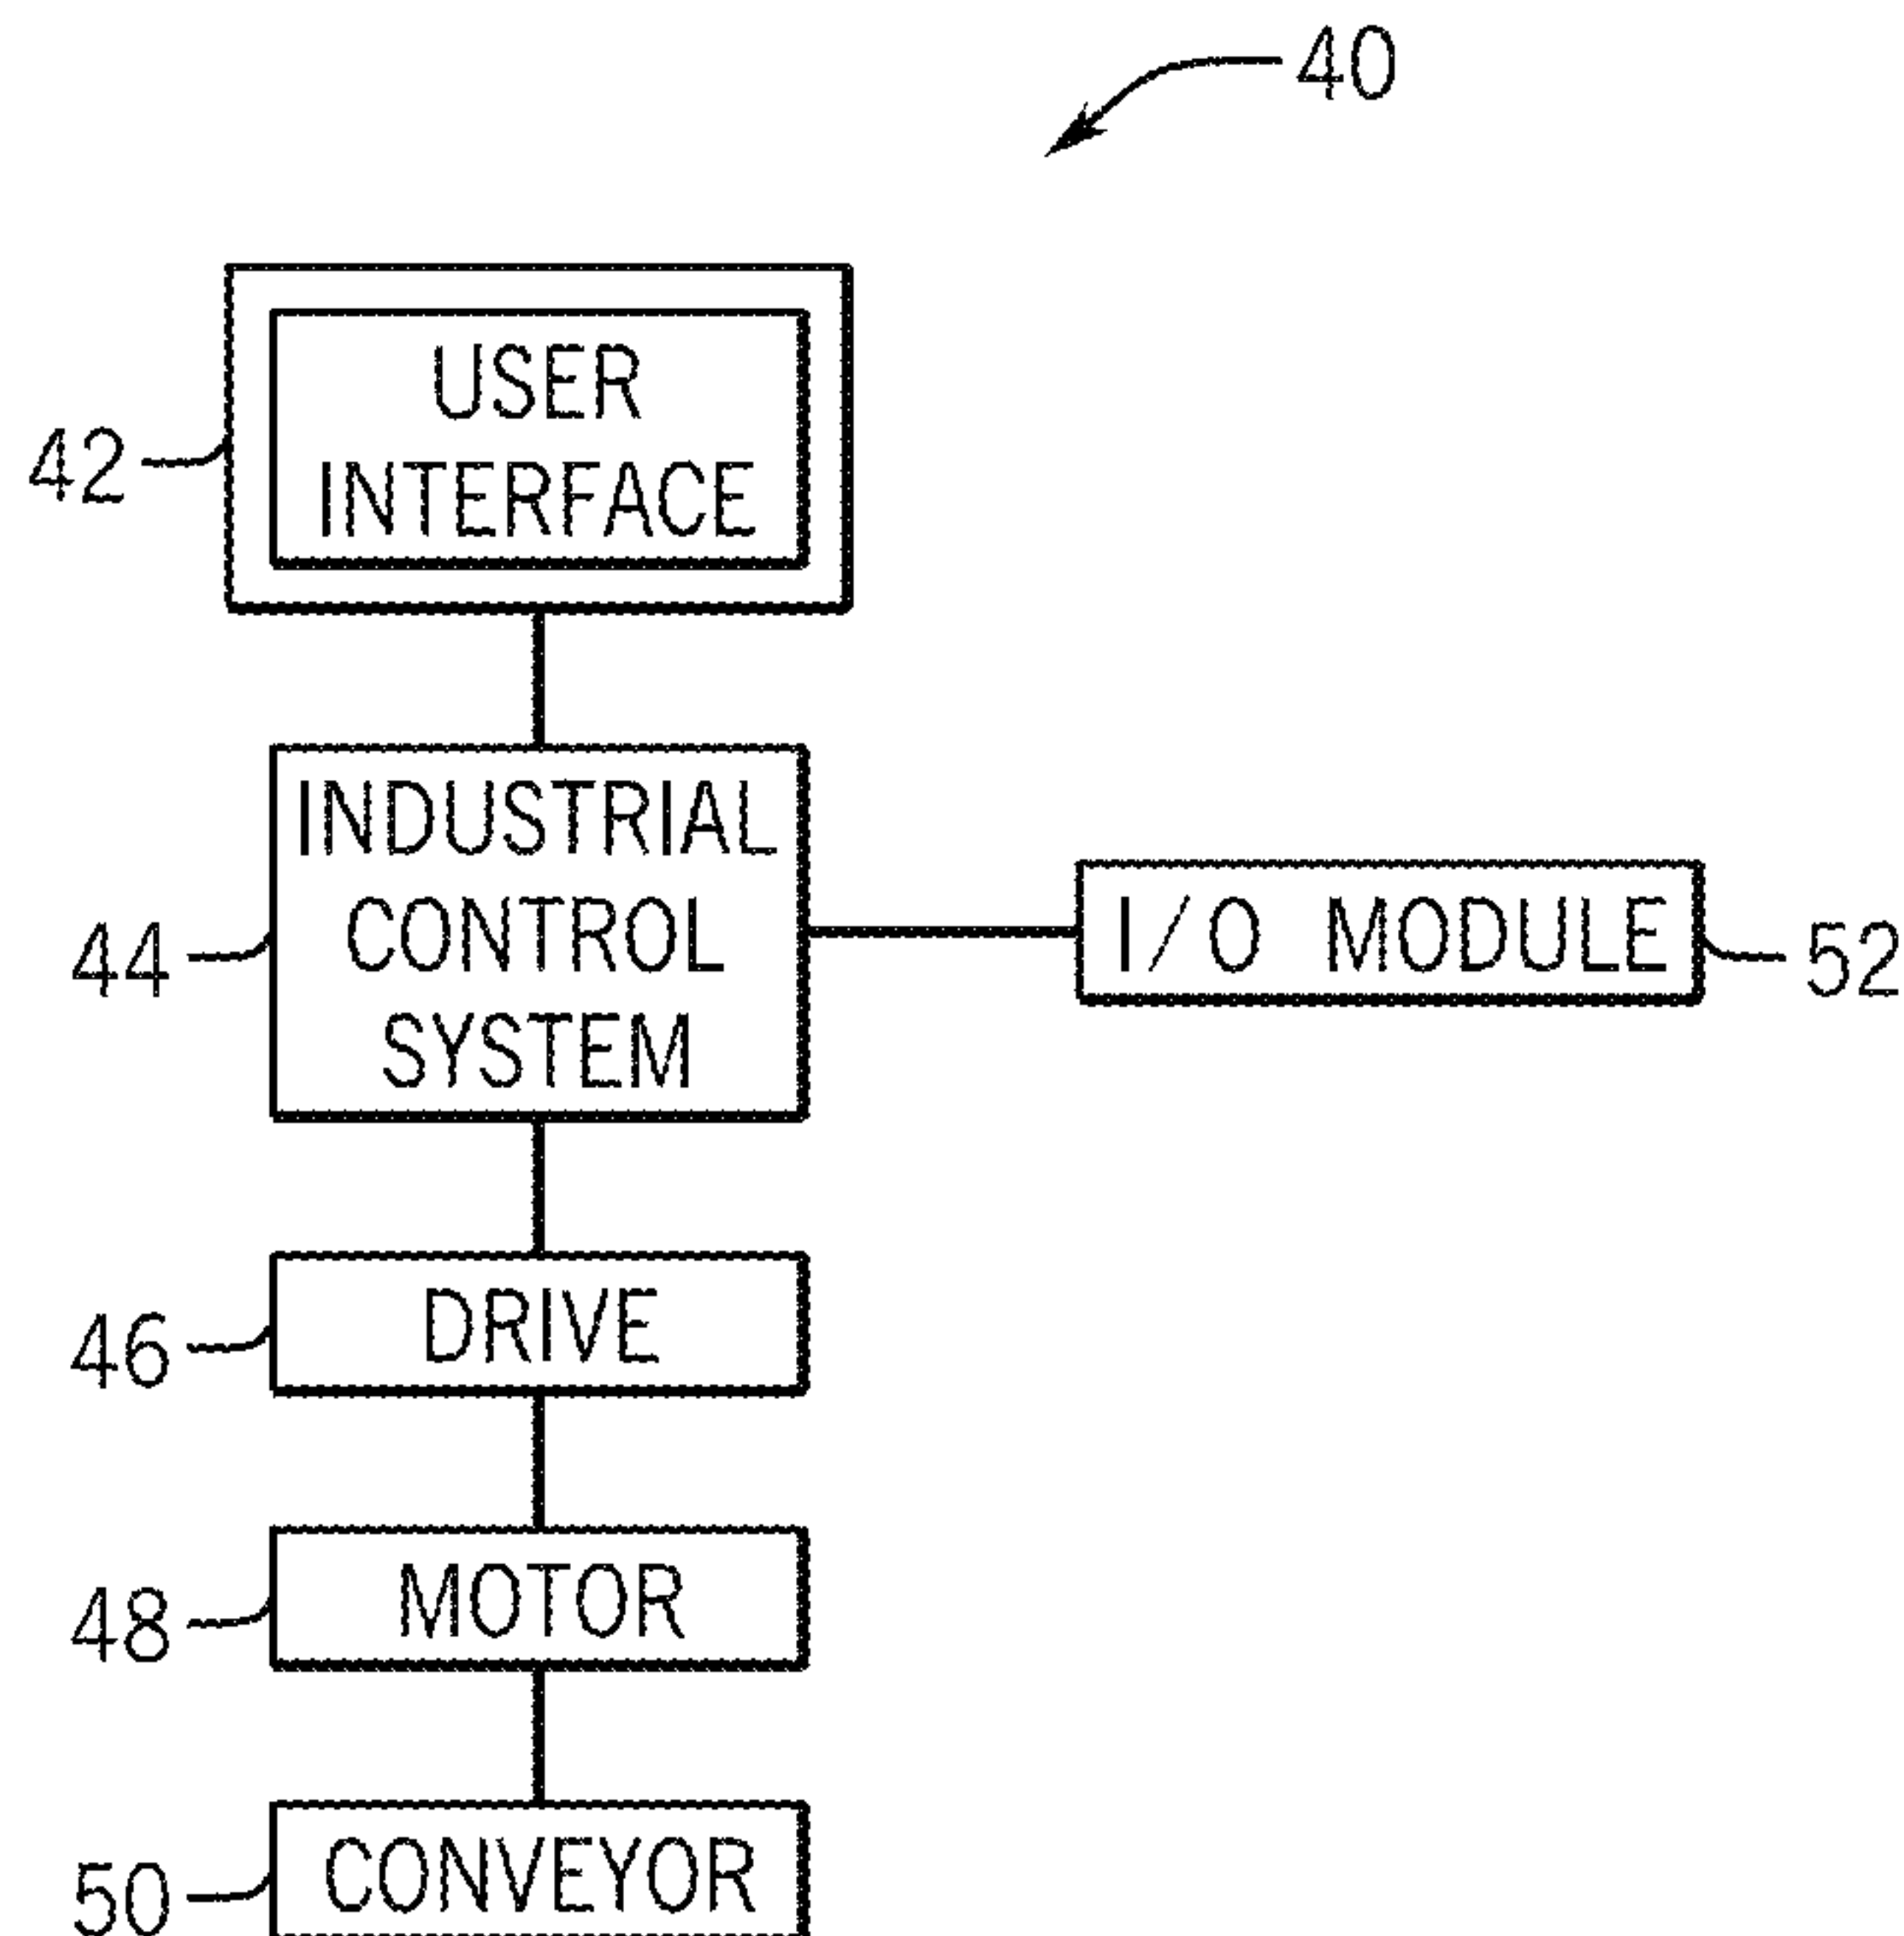 40
USER
INTERFACE
42
INDUSTRIAL
CONTROL
SYSTEM
44
I/O MODULE
52
DRIVE
46
MOTOR
48
CONVEYOR
50